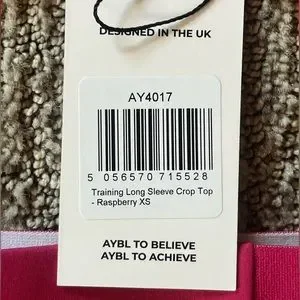 DESIGNED IN THE UK
AY4017
5 056570 715528
Training Long Sleeve Crop Top
- Raspberry XS
AYBL TO BELIEVE
AYBL TO ACHIEVE